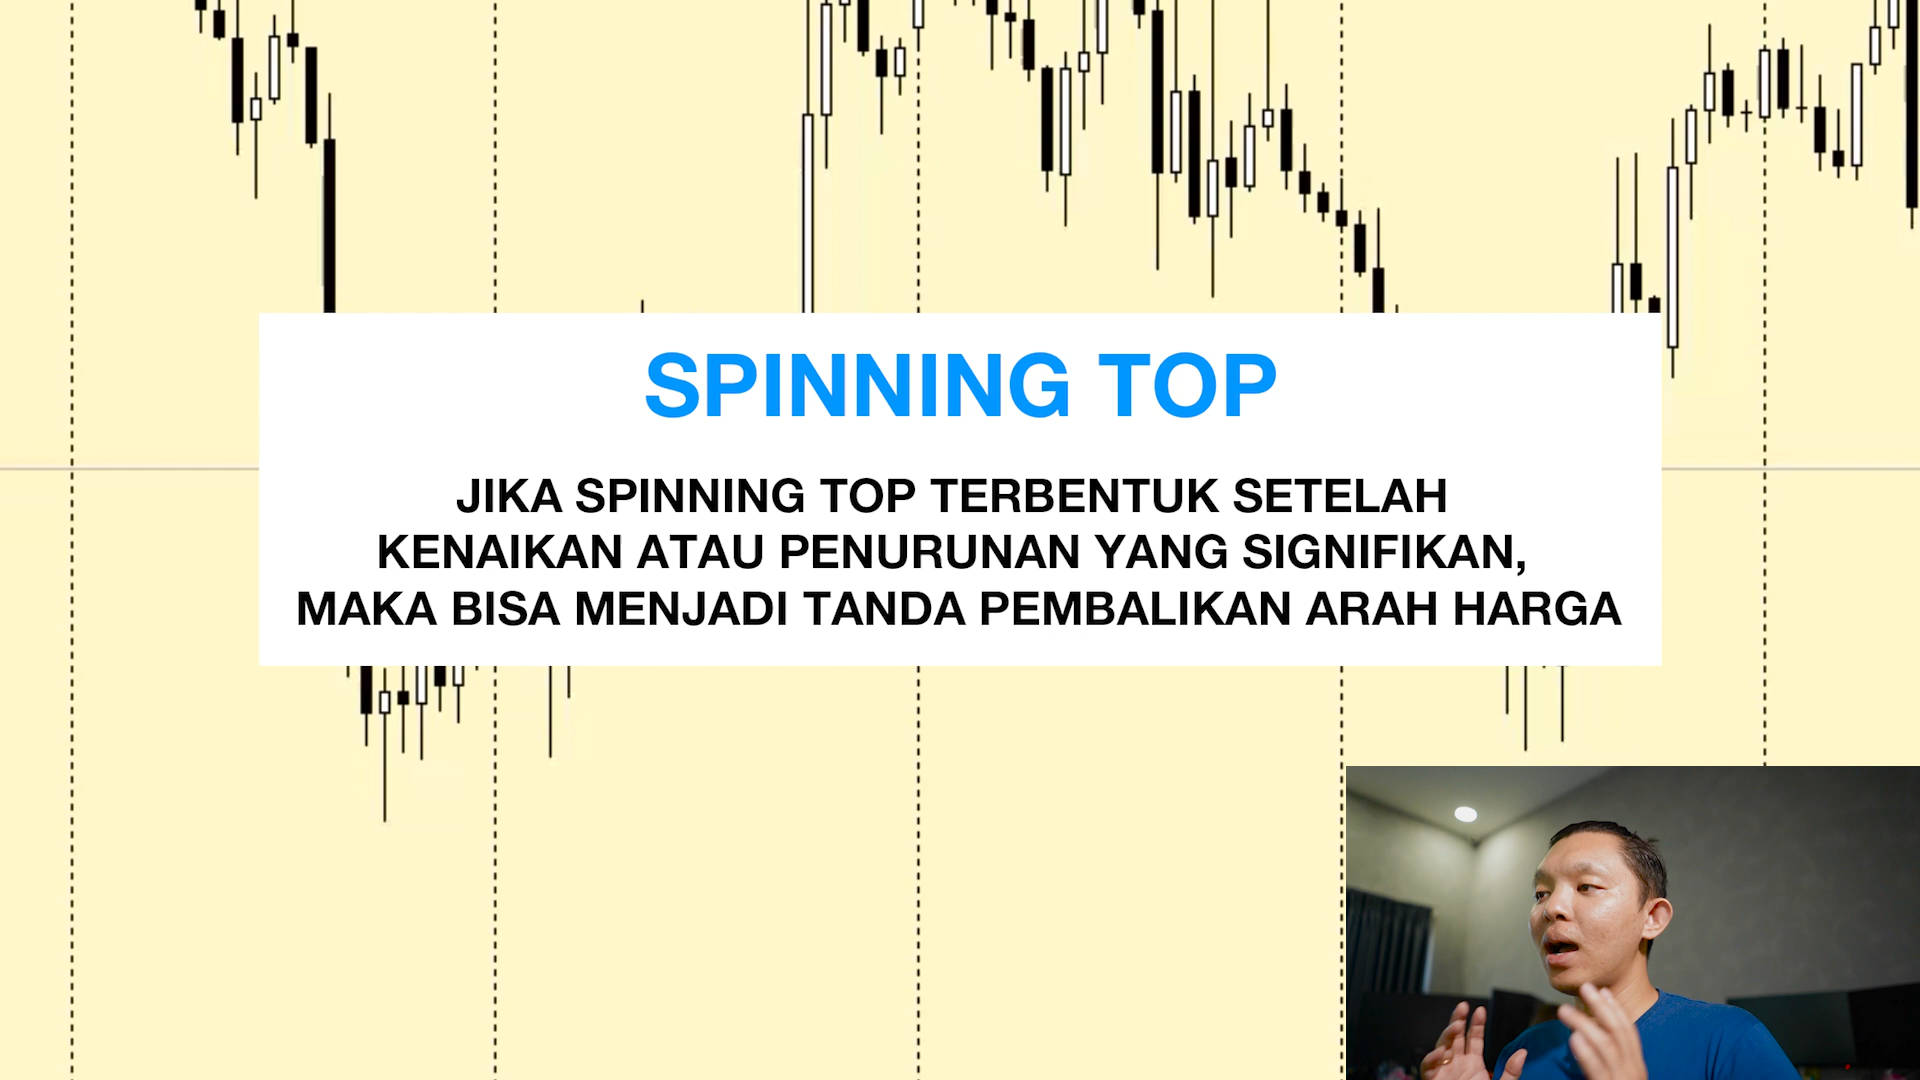 SPINNING TOP
JIKA SPINNING TOP TERBENTUK SETELAH
KENAIKAN ATAU PENURUNAN YANG SIGNIFIKAN,
MAKA BISA MENJADI TANDA PEMBALIKAN ARAH HARGA